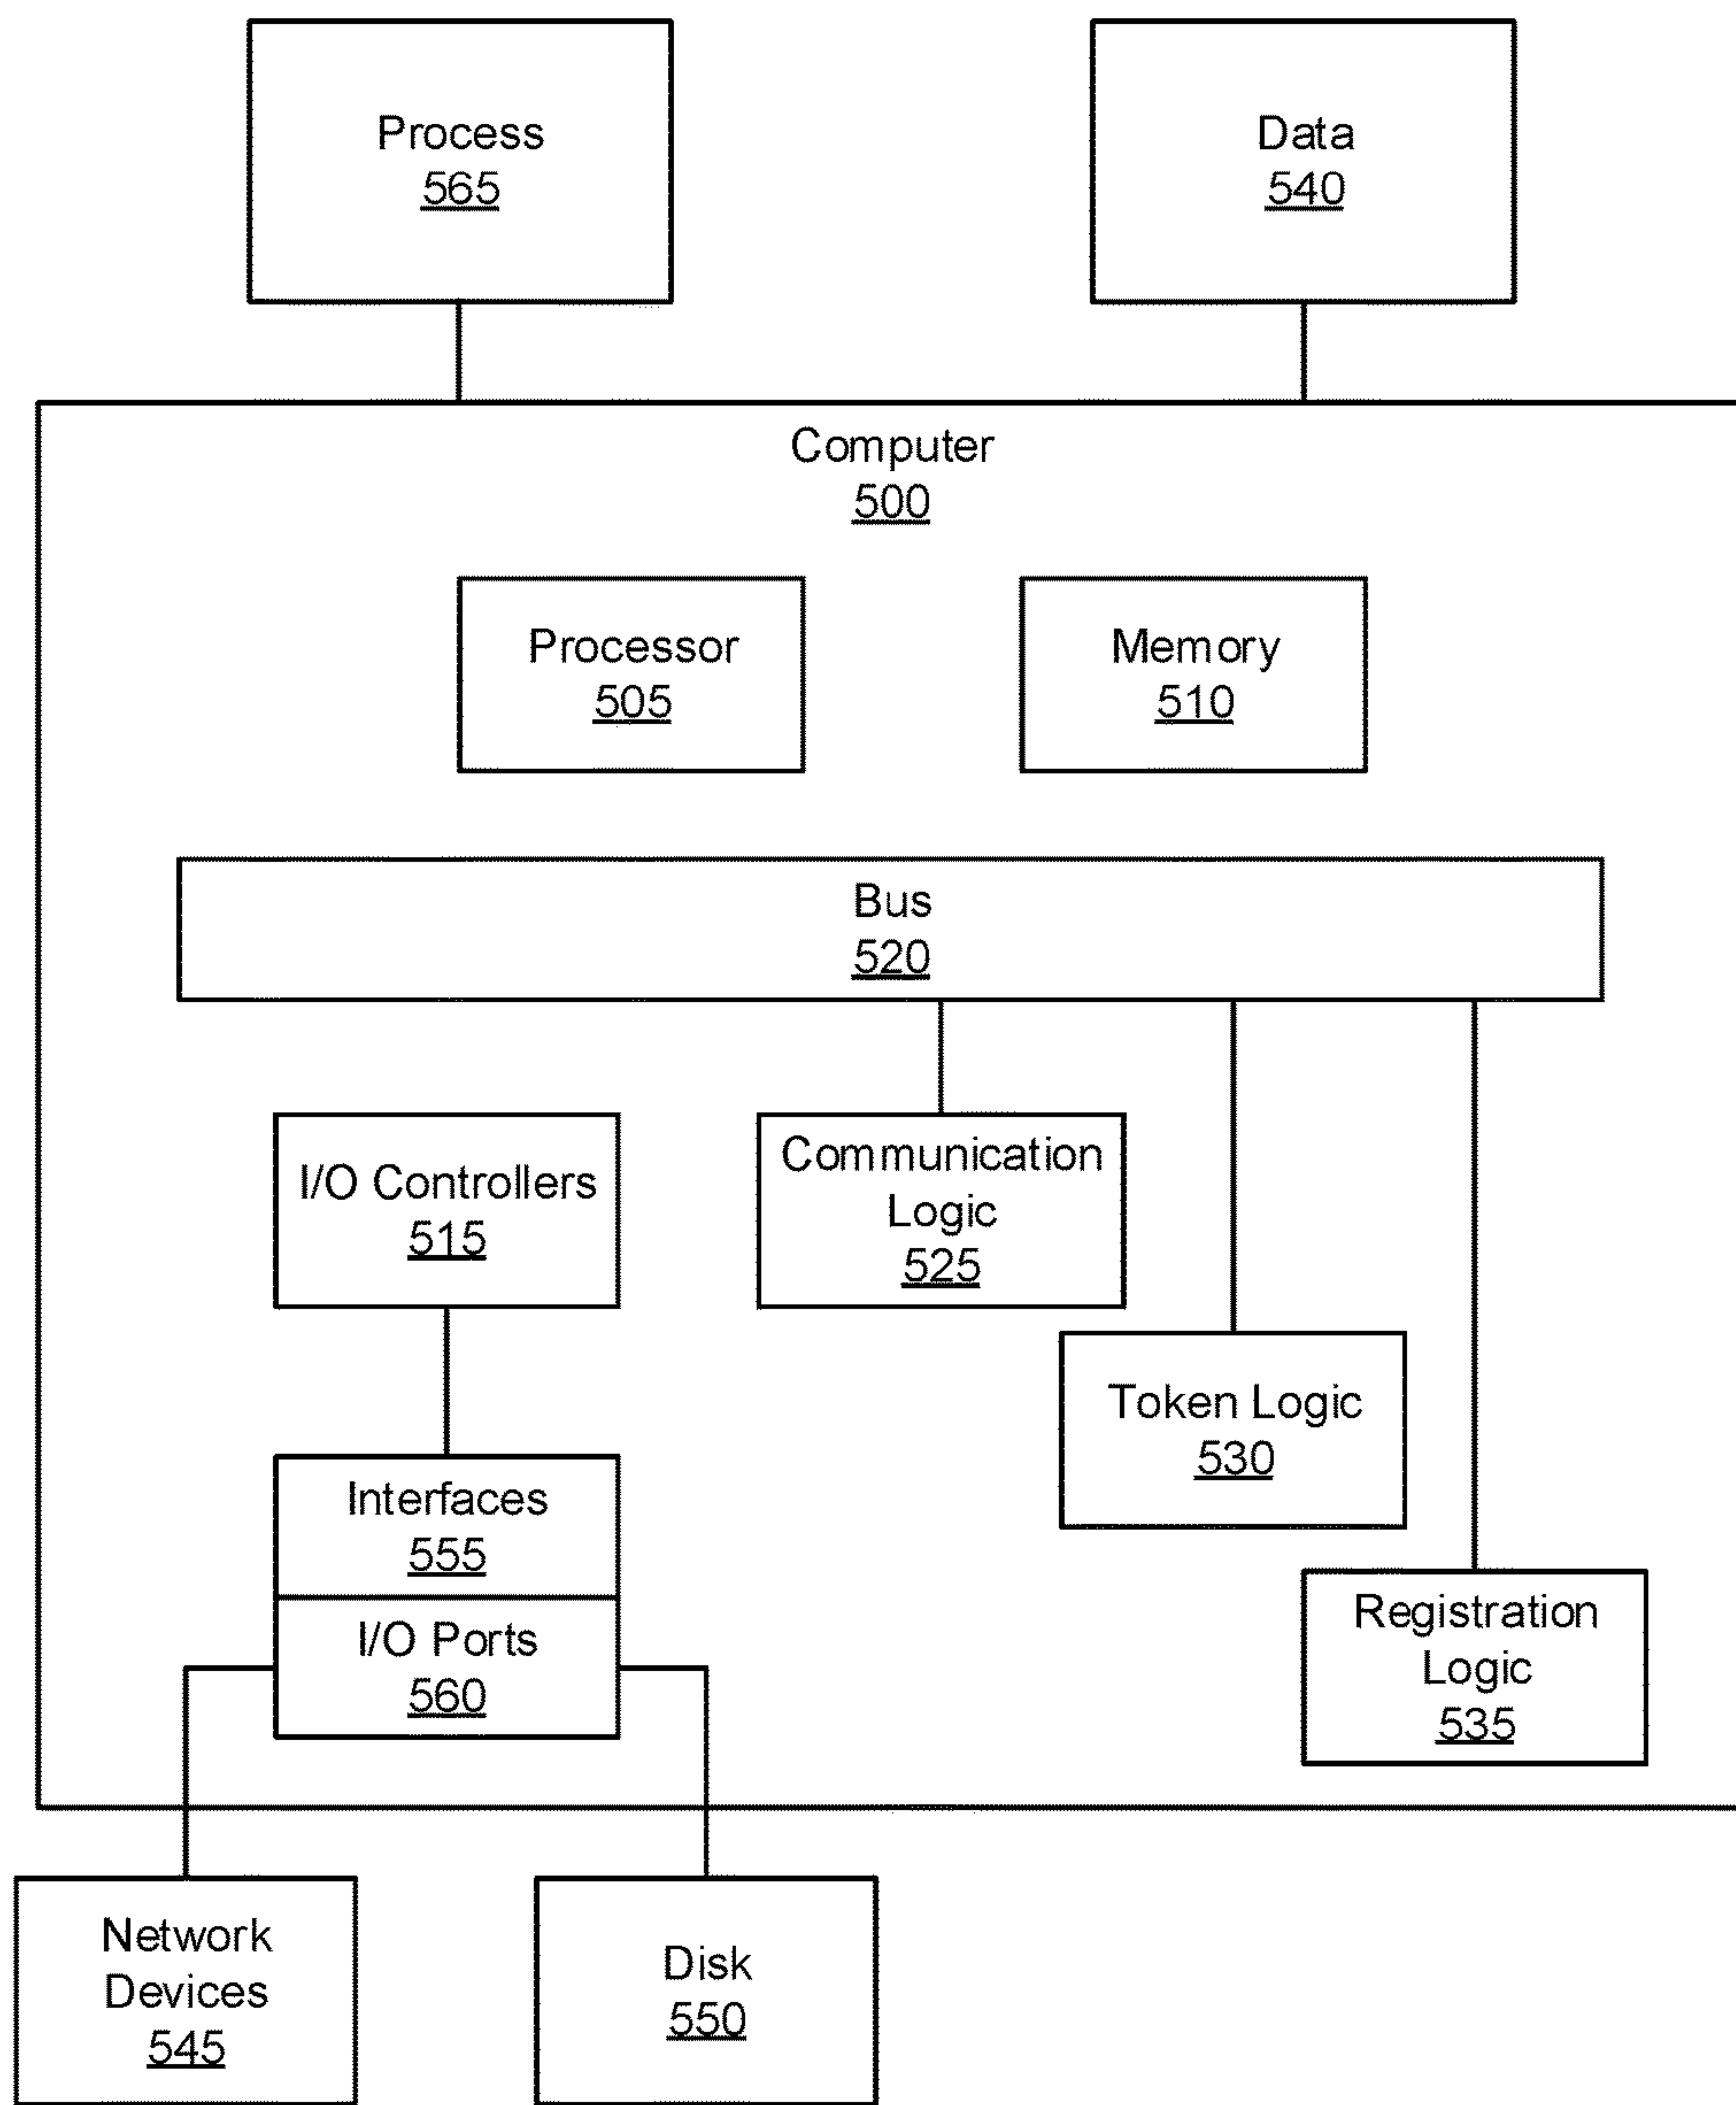 Process
565
Data
540
Computer
500
Processor
505
Memory
510
Bus
520
I/O Controllers
515
Communication
Logic
525
Token Logic
530
Interfaces
555
I/O Ports
560
Registration
Logic
535
Network
Devices
545
Disk
550